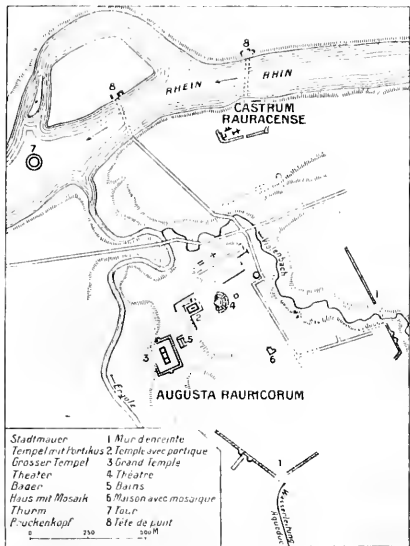 8
8
RHEIN RHIN
CASTRUM
RAURACENSE
7
4
1
3
5
6
Ergolz
AUGUSTA RAURICORUM
1
Wasserleitung
Aqueduc
Stadtmauer 1 Mur d'enceinte
Tempel mit Portikus 2 Temple avec portique
Grosser Tempel 3 Grand Temple
Theater 4 Théâtre
Bäder 5 Bains
Haus mit Mosaik 6 Maison avec mosaïque
Thurm 7 Tour
Brückenkopf 8 Tête de pont
0 250 500 M